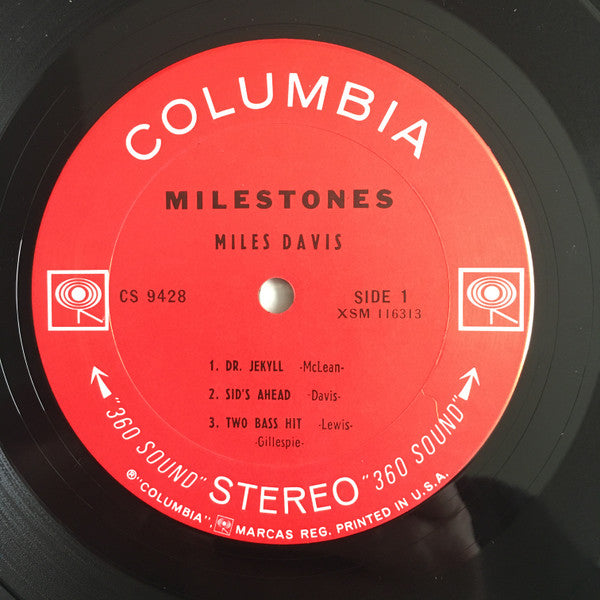 COLUMBIA
MILESTONES
MILES DAVIS
CS 9428
SIDE 1
XSM 116313
1. DR. JEKYLL -McLean-
2. SID'S AHEAD -Davis-
3. TWO BASS HIT -Lewis-
-Gillespie-
"360 SOUND" STEREO "360 SOUND"
®"COLUMBIA", MARCAS REG. PRINTED IN U.S.A.